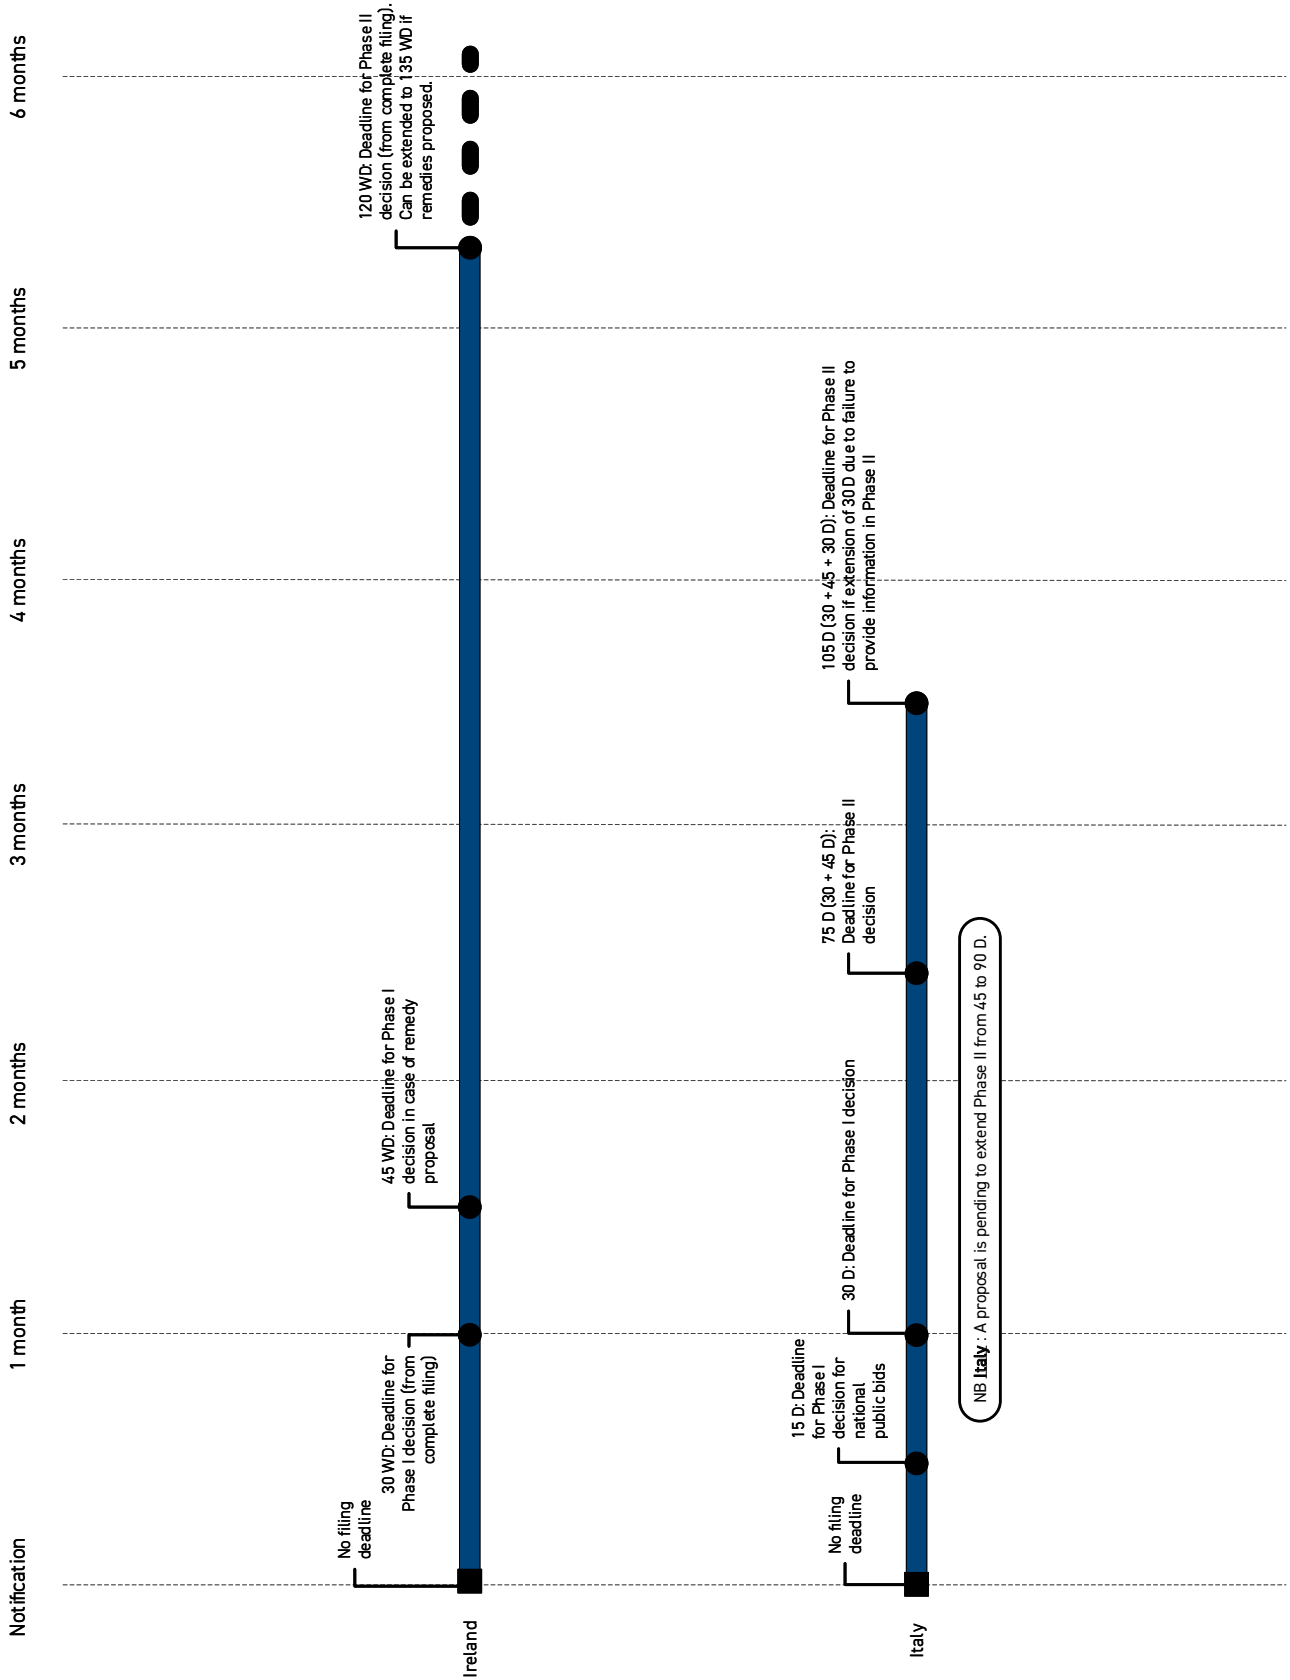 Notification
1 month
2 months
3 months
4 months
5 months
6 months
Ireland
No filing
deadline
30 WD: Deadline for
Phase I decision (from
complete filing)
45 WD: Deadline for Phase I
decision in case of remedy
proposal
120 WD: Deadline for Phase II
decision (from complete filing).
Can be extended to 135 WD if
remedies proposed.
Italy
No filing
deadline
15 D: Deadline
for Phase I
decision for
national
public bids
30 D: Deadline for Phase I decision
75 D (30 + 45 D):
Deadline for Phase II
decision
105 D (30 + 45 + 30 D): Deadline for Phase II
decision if extension of 30 D due to failure to
provide information in Phase II
NB Italy : A proposal is pending to extend Phase II from 45 to 90 D.